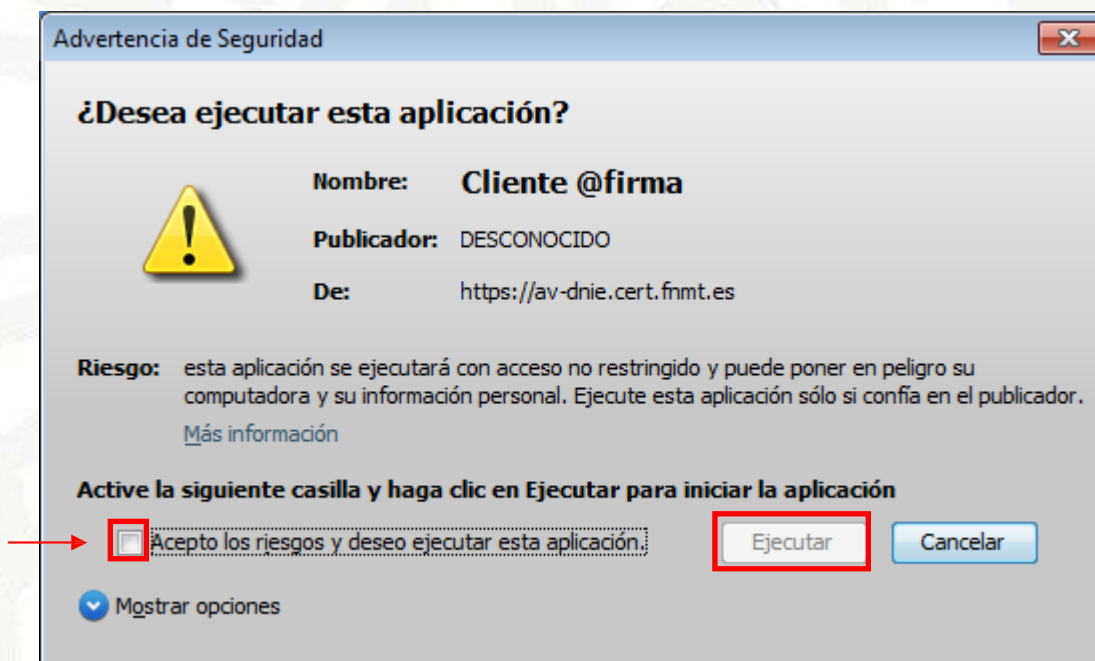 Advertencia de Seguridad
¿Desea ejecutar esta aplicación?
Nombre: Cliente @firma
Publicador: DESCONOCIDO
De: https://av-dnie.cert.fnmt.es
Riesgo: esta aplicación se ejecutará con acceso no restringido y puede poner en peligro su
computadora y su información personal. Ejecute esta aplicación sólo si confía en el publicador.
Más información
Active la siguiente casilla y haga clic en Ejecutar para iniciar la aplicación
Acepto los riesgos y deseo ejecutar esta aplicación. Ejecutar Cancelar
Mostrar opciones